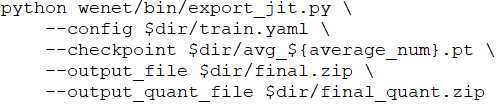 python wenet/bin/export_jit.py \
    --config $dir/train.yaml \
    --checkpoint $dir/avg_${average_num}.pt \
    --output_file $dir/final.zip \
    --output_quant_file $dir/final_quant.zip